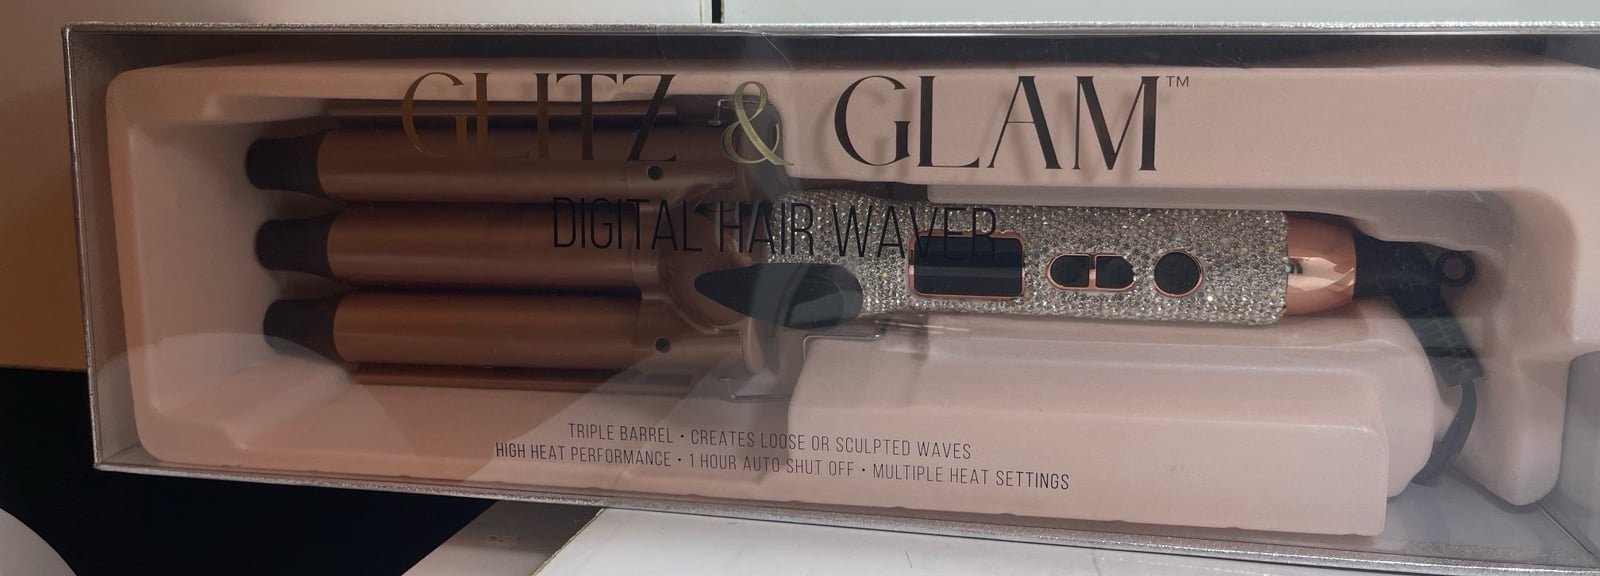 GLITZ & GLAM™
DIGITAL HAIR WAVER
TRIPLE BARREL • CREATES LOOSE OR SCULPTED WAVES
HIGH HEAT PERFORMANCE • 1 HOUR AUTO SHUT OFF • MULTIPLE HEAT SETTINGS